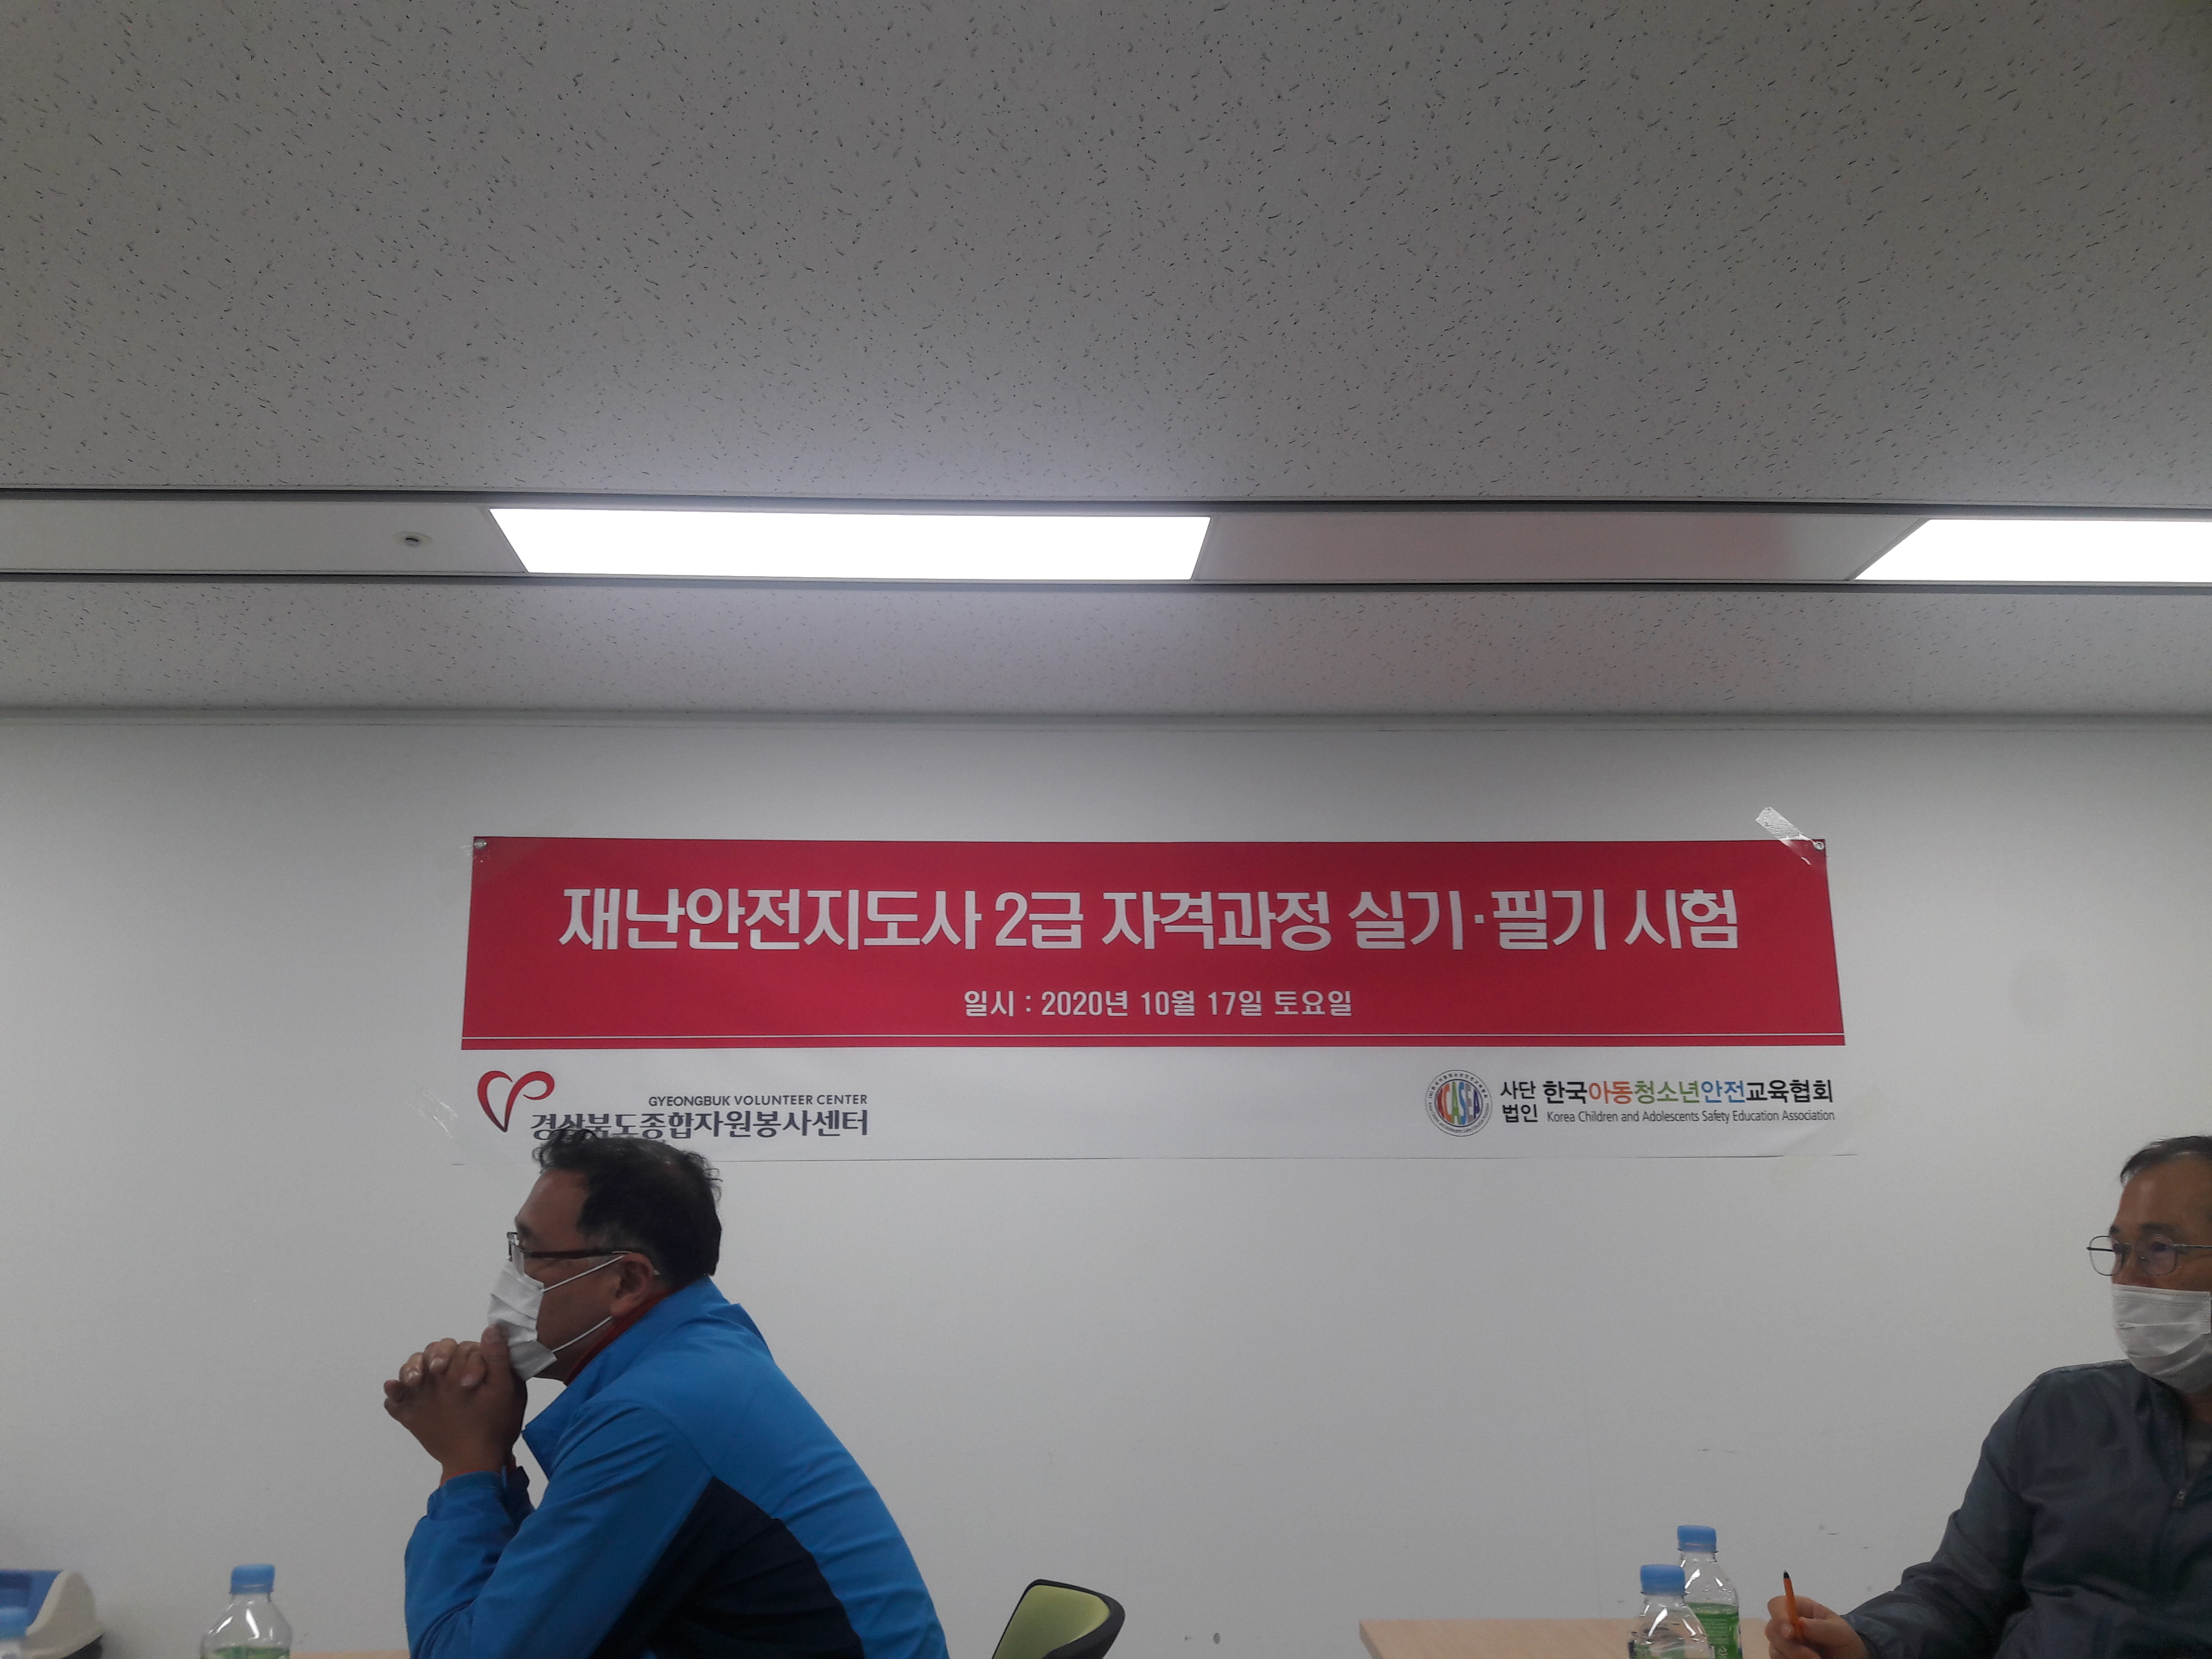 재난안전지도사 2급 자격과정 실기·필기 시험
일시 : 2020년 10월 17일 토요일
GYEONGBUK VOLUNTEER CENTER
경상북도종합자원봉사센터
사단법인 한국아동청소년안전교육협회
Korea Children and Adolescents Safety Education Association
KCASEA